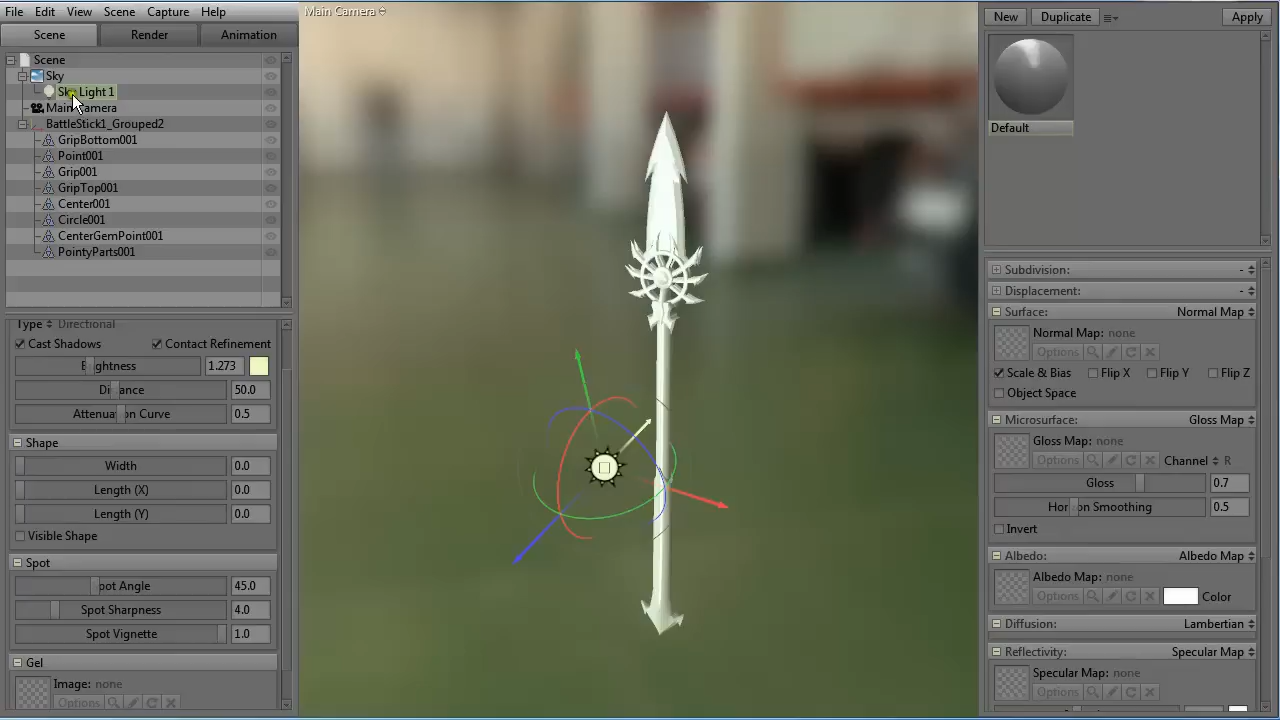 File Edit View Scene Capture Help
Scene Render Animation
Scene
Sky
Sky Light 1
Main Camera
BattleStick1_Grouped2
GripBottom001
Point001
Grip001
GripTop001
Center001
Circle001
CenterGemPoint001
PointyParts001
Type Directional
Cast Shadows Contact Refinement
Brightness 1.273
Distance 50.0
Attenuation Curve 0.5
Shape
Width 0.0
Length (X) 0.0
Length (Y) 0.0
Visible Shape
Spot
Spot Angle 45.0
Spot Sharpness 4.0
Spot Vignette 1.0
Gel
Image: none
Options
Main Camera
New Duplicate Apply
Default
Subdivision: -
Displacement: -
Surface: Normal Map
Normal Map: none
Options
Scale & Bias Flip X Flip Y Flip Z
Object Space
Microsurface: Gloss Map
Gloss Map: none
Options Channel R
Gloss 0.7
Horizon Smoothing 0.5
Invert
Albedo: Albedo Map
Albedo Map: none
Options Color
Diffusion: Lambertian
Reflectivity: Specular Map
Specular Map: none
Options